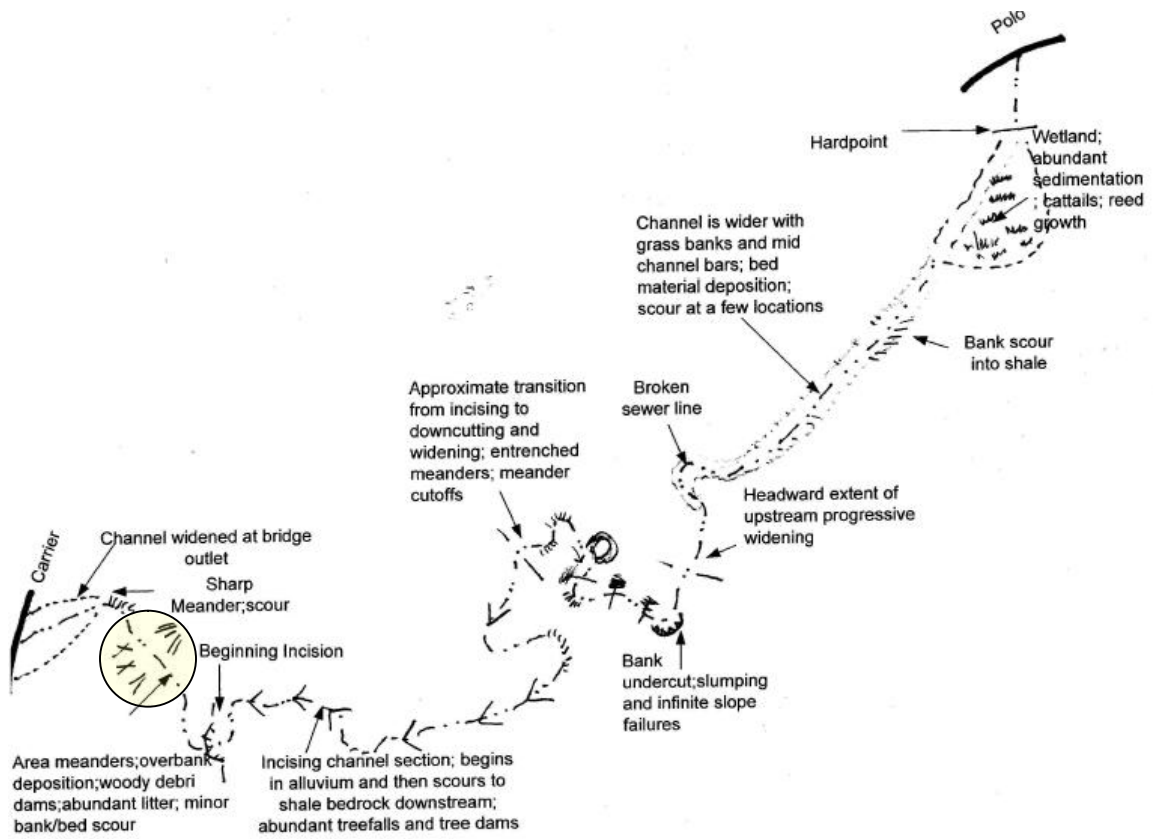 Polo
Hardpoint
Wetland;
abundant
sedimentation
; cattails; reed
growth
Channel is wider with
grass banks and mid
channel bars; bed
material deposition;
scour at a few locations
Bank scour
into shale
Approximate transition
from incising to
downcutting and
widening; entrenched
meanders; meander
cutoffs
Broken
sewer line
Headward extent of
upstream progressive
widening
Carrier
Channel widened at bridge
outlet
Sharp
Meander;scour
Beginning Incision
Bank
undercut;slumping
and infinite slope
failures
Area meanders;overbank
deposition;woody debri
dams;abundant litter; minor
bank/bed scour
Incising channel section; begins
in alluvium and then scours to
shale bedrock downstream;
abundant treefalls and tree dams